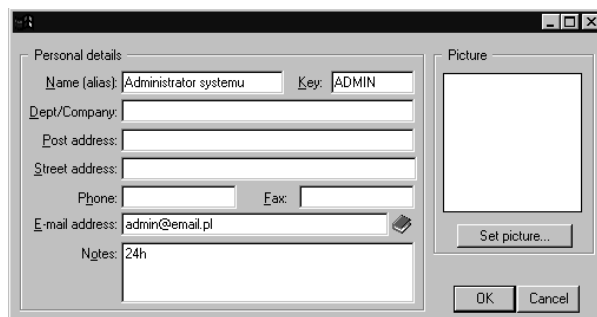 Personal details
Name (alias): Administrator systemu Key: ADMIN
Dept/Company:
Post address:
Street address:
Phone: Fax:
E-mail address: admin@email.pl
Notes: 24h
Picture
Set picture...
OK Cancel